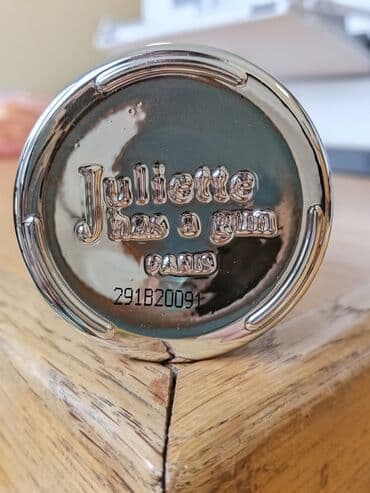 Juliette
has a gun
PARIS
291B20091